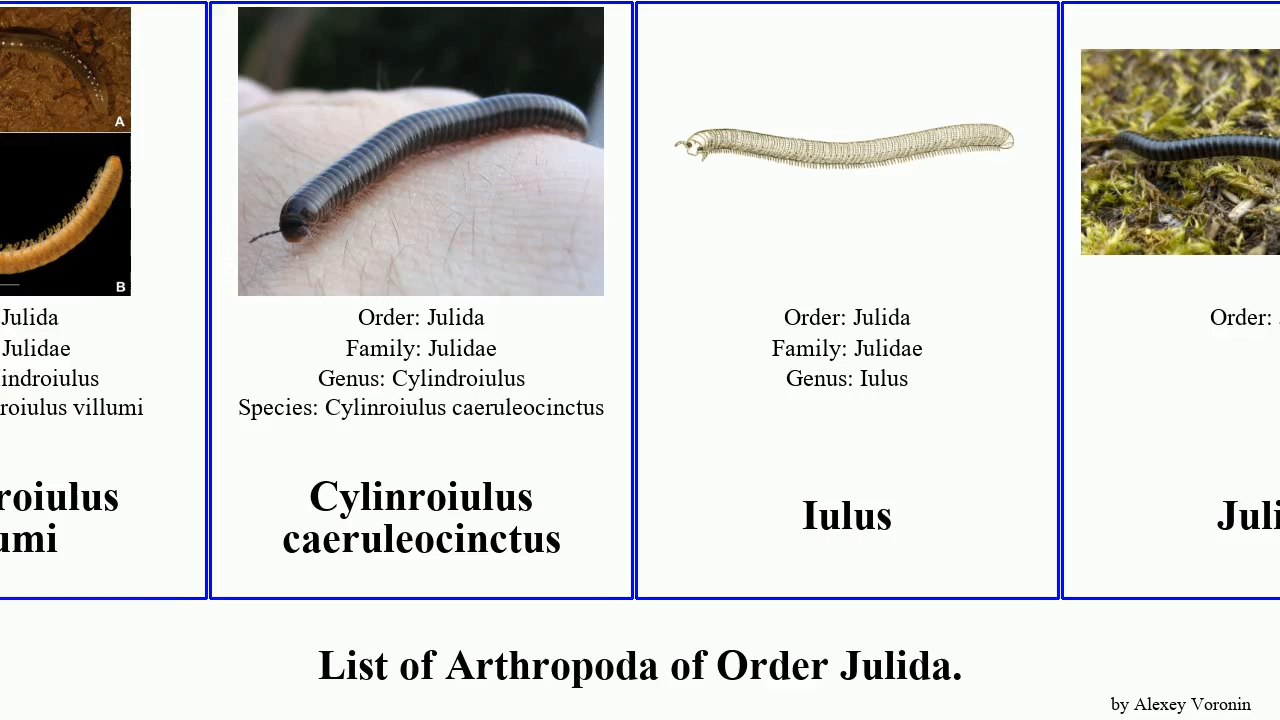 A
B
Julida
Julidae
indroiulus
roiulus villumi
roiulus
umi
Order: Julida
Family: Julidae
Genus: Cylindroiulus
Species: Cylinroiulus caeruleocinctus
Cylinroiulus
caeruleocinctus
Order: Julida
Family: Julidae
Genus: Iulus
Iulus
Order:
Juli
List of Arthropoda of Order Julida.
by Alexey Voronin